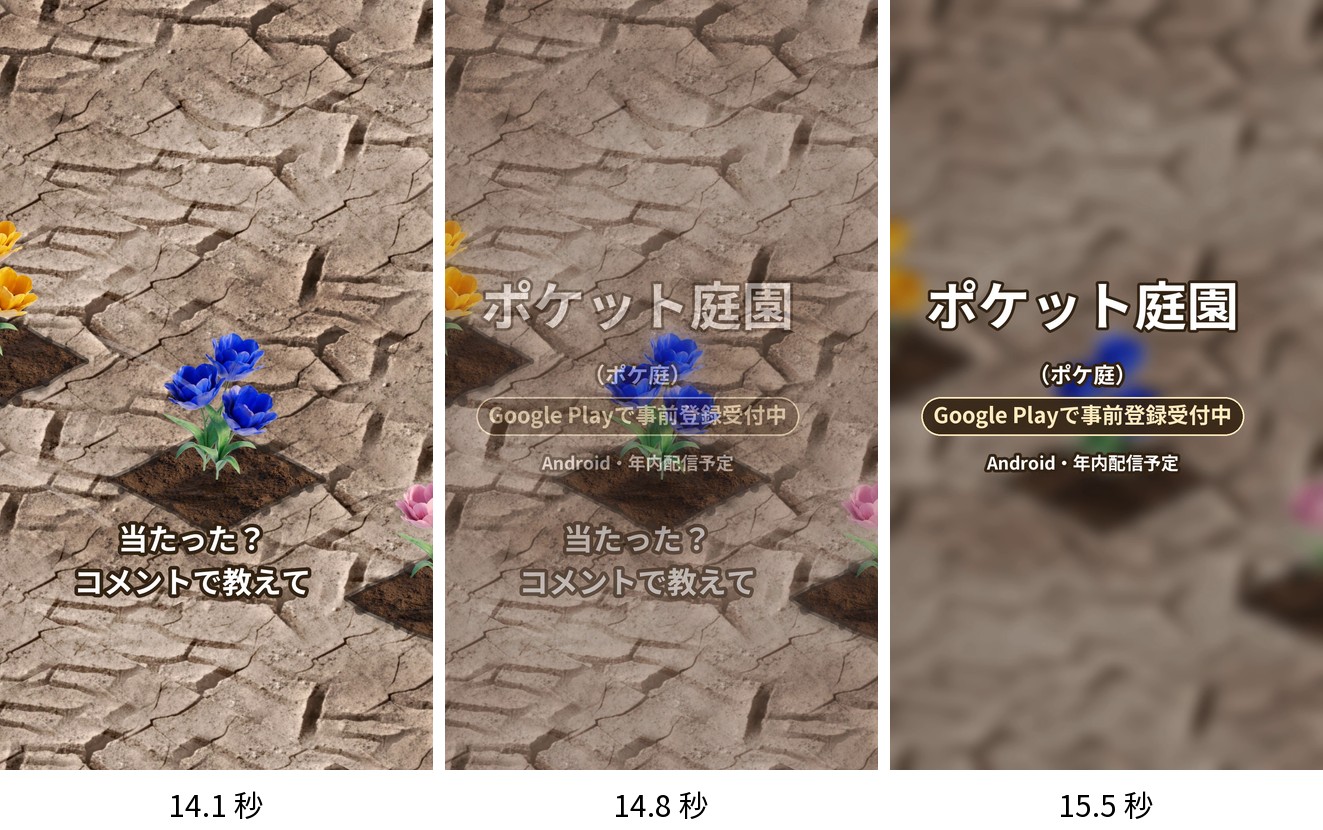 当たった？
コメントで教えて
14.1 秒
ポケット庭園
（ポケ庭）
Google Playで事前登録受付中
Android・年内配信予定
当たった？
コメントで教えて
14.8 秒
ポケット庭園
（ポケ庭）
Google Playで事前登録受付中
Android・年内配信予定
15.5 秒